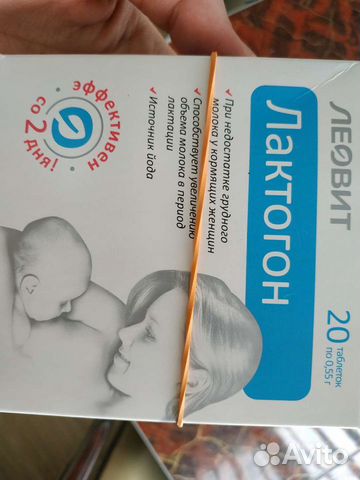 ЛЕОВИТ
Лактогон
20 таблеток
по 0,55 г
✓ При недостатке грудного
молока у кормящих женщин
✓ Способствует увеличению
объема молока в период
лактации
✓ Источник йода
эффективен
со 2 дня!
Avito